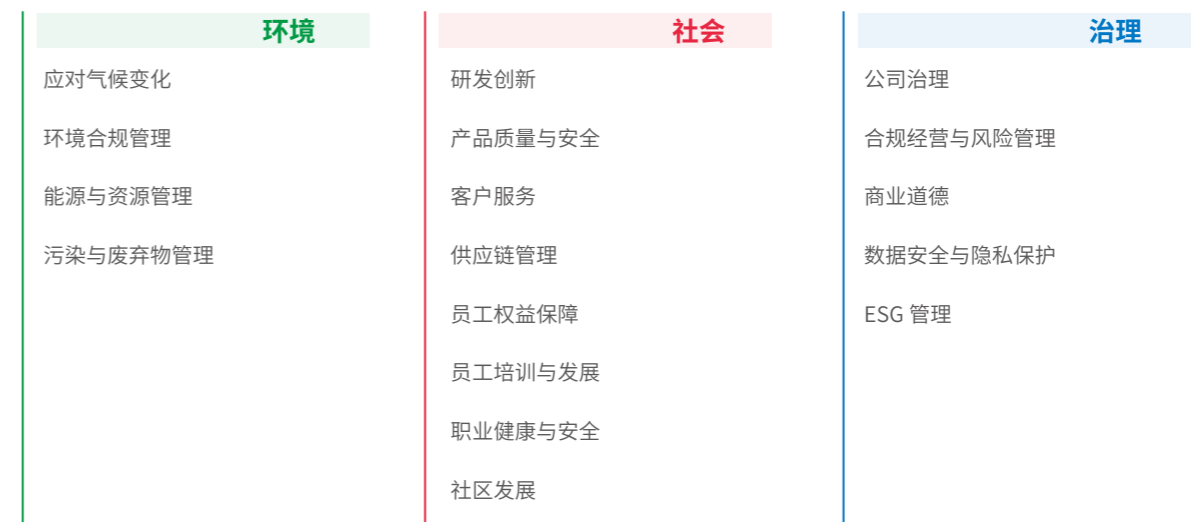 环境
应对气候变化
环境合规管理
能源与资源管理
污染与废弃物管理
社会
研发创新
产品质量与安全
客户服务
供应链管理
员工权益保障
员工培训与发展
职业健康与安全
社区发展
治理
公司治理
合规经营与风险管理
商业道德
数据安全与隐私保护
ESG 管理